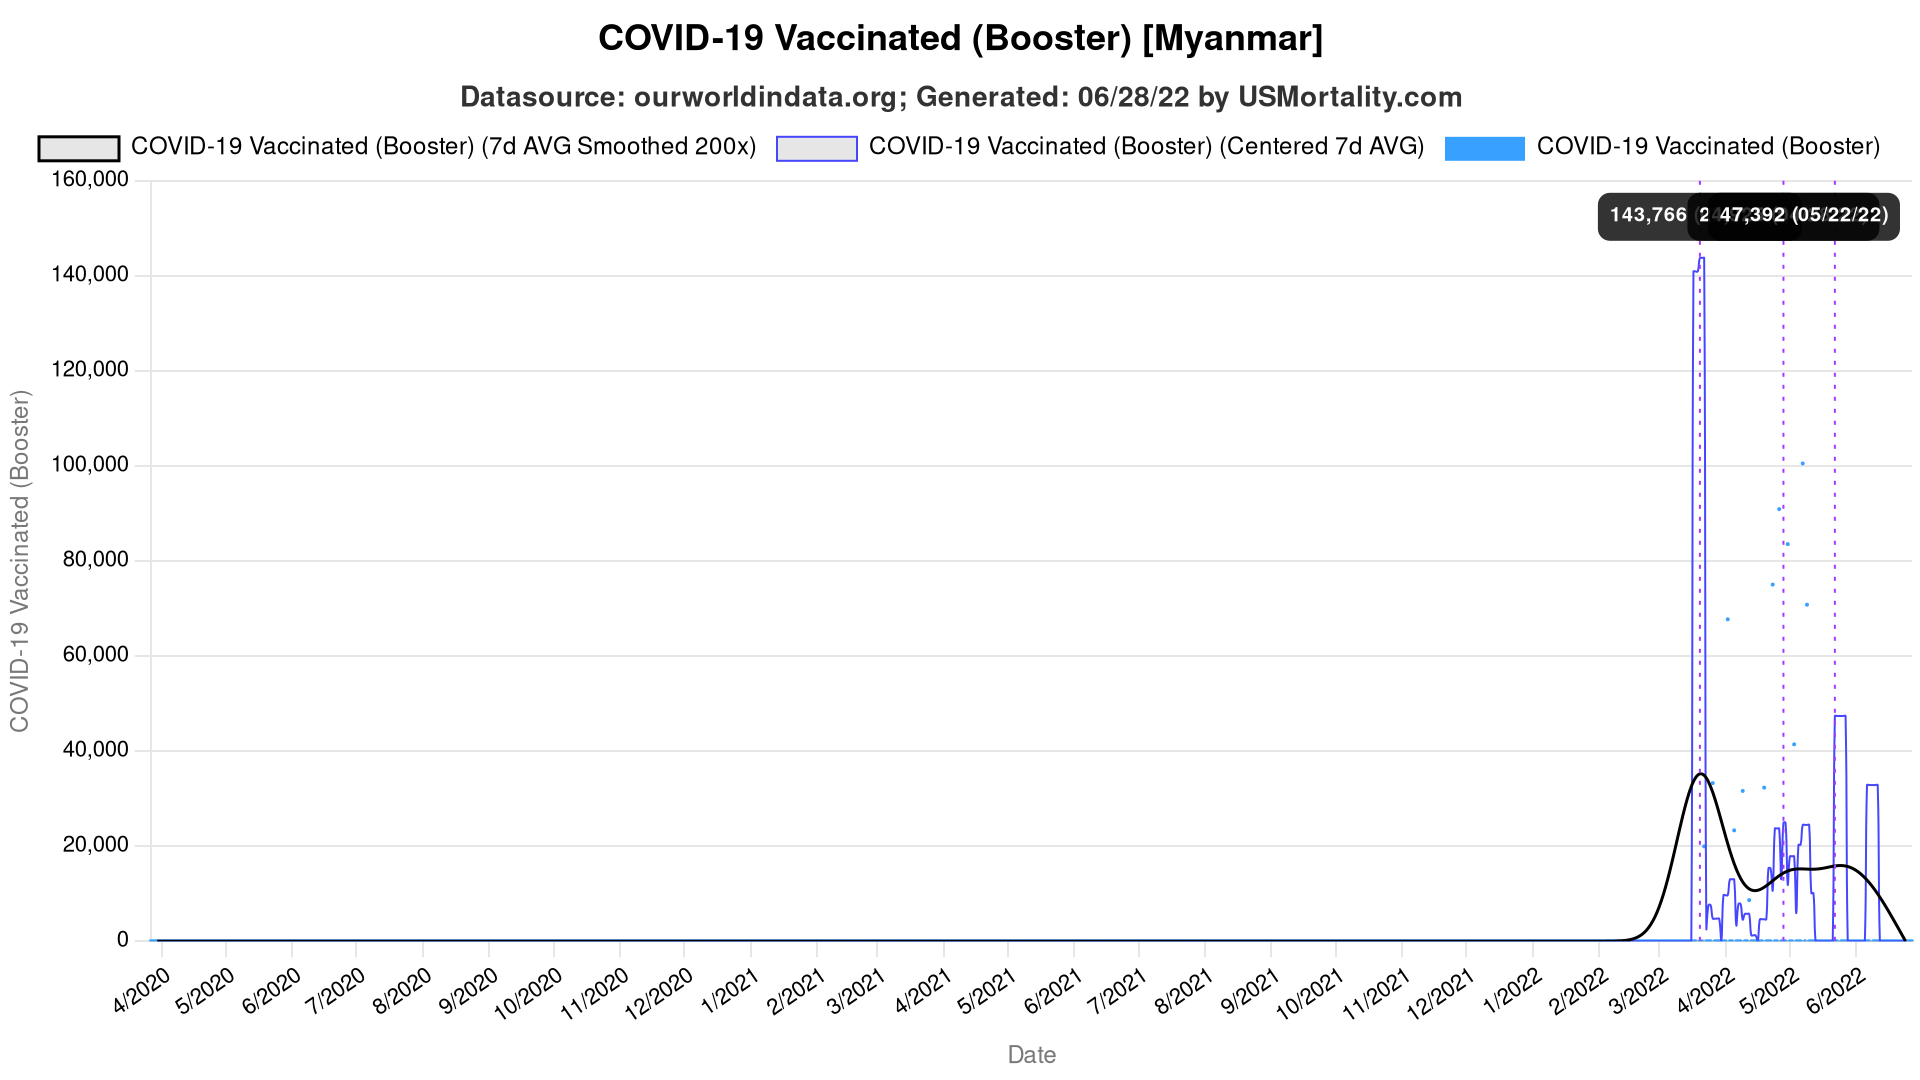 COVID-19 Vaccinated (Booster) [Myanmar]
Datasource: ourworldindata.org; Generated: 06/28/22 by USMortality.com
COVID-19 Vaccinated (Booster) (7d AVG Smoothed 200x) COVID-19 Vaccinated (Booster) (Centered 7d AVG) COVID-19 Vaccinated (Booster)
160,000
143,766 47,392 (05/22/22)
140,000
120,000
100,000
80,000
60,000
40,000
20,000
0
COVID-19 Vaccinated (Booster)
4/2020 5/2020 6/2020 7/2020 8/2020 9/2020 10/2020 11/2020 12/2020 1/2021 2/2021 3/2021 4/2021 5/2021 6/2021 7/2021 8/2021 9/2021 10/2021 11/2021 12/2021 1/2022 2/2022 3/2022 4/2022 5/2022 6/2022
Date